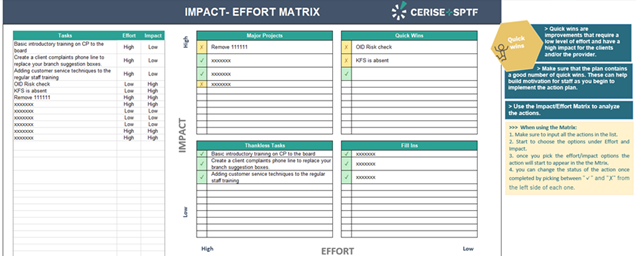 IMPACT- EFFORT MATRIX
CERISE+SPTF
Tasks Effort Impact
Basic introductory training on CP to the High Low
board
Create a client complaints phone line to High Low
replace your branch suggestion boxes.
Adding customer service techniques to the High Low
regular staff training
OID Risk check Low High
KFS is absent Low High
Remove 111111 High High
xxxxxxx Low High
xxxxxxx Low Low
xxxxxxx Low Low
xxxxxxx Low Low
xxxxxxx High High
xxxxxxx High High
IMPACT
High
Low
Major Projects
✗ Remove 111111
✓ xxxxxxx
✓ xxxxxxx
✗ xxxxxxx
Quick Wins
✗ OID Risk check
✗ KFS is absent
✓
Thankless Tasks
✓ Basic introductory training on CP to the board
✓ Create a client complaints phone line to replace your
branch suggestion boxes.
✓ Adding customer service techniques to the regular
staff training
Fill Ins
✓ xxxxxxx
✓ xxxxxxx
✓ xxxxxxx
High
EFFORT
Low
Quick
wins
> Quick wins are
improvements that require a
low level of effort and have a
high impact for the clients
and/or the provider.
> Make sure that the plan contains
a good number of quick wins. These can help
build motivation for staff as you begin to
implement the action plan.
> Use the Impact/Effort Matrix to analyze
the actions.
>>> When using the Matrix:
1. Make sure to input all the actions in the list.
2. Start to choose the options under Effort and
Impact.
3. once you pick the effort/impact options the
action will start to appear in the the Mtrix.
4. you can change the status of the action once
completed by picking between "✓" and "X" from
the left side of each one.